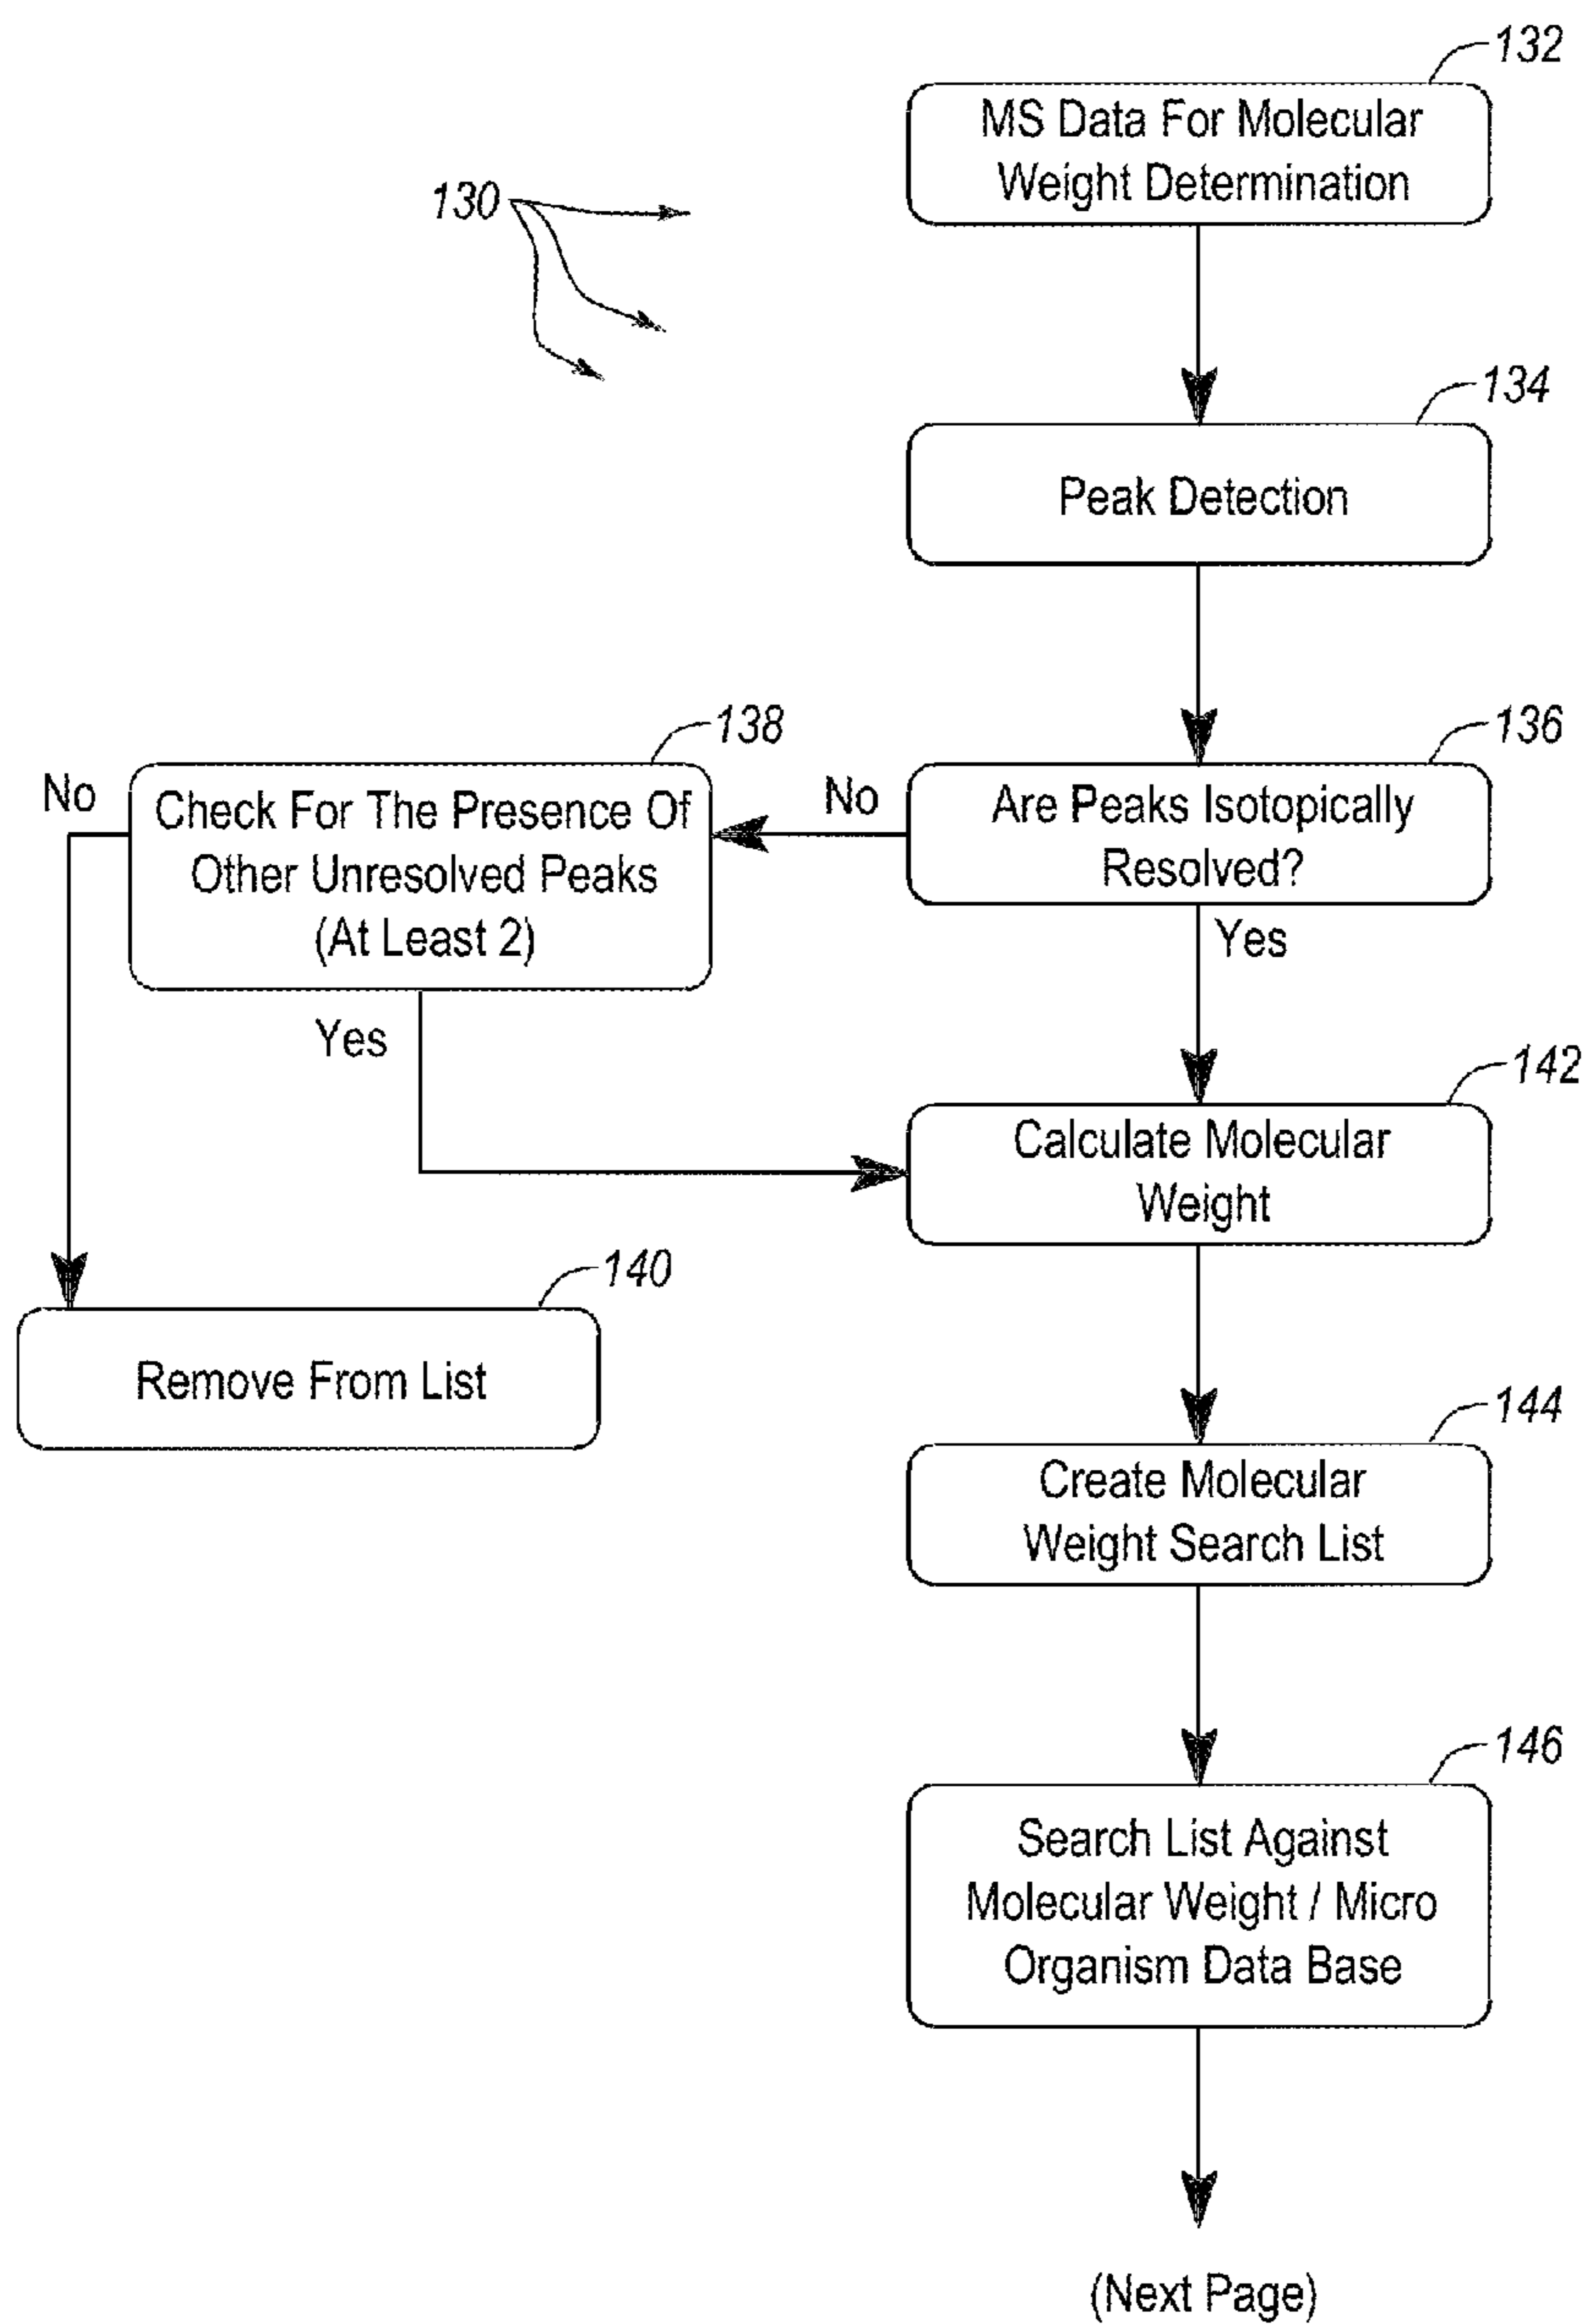 132
MS Data For Molecular
Weight Determination
130
134
Peak Detection
138
136
No
Check For The Presence Of
Other Unresolved Peaks
(At Least 2)
No
Are Peaks Isotopically
Resolved?
Yes
Yes
142
Calculate Molecular
Weight
140
Remove From List
144
Create Molecular
Weight Search List
146
Search List Against
Molecular Weight / Micro
Organism Data Base
(Next Page)